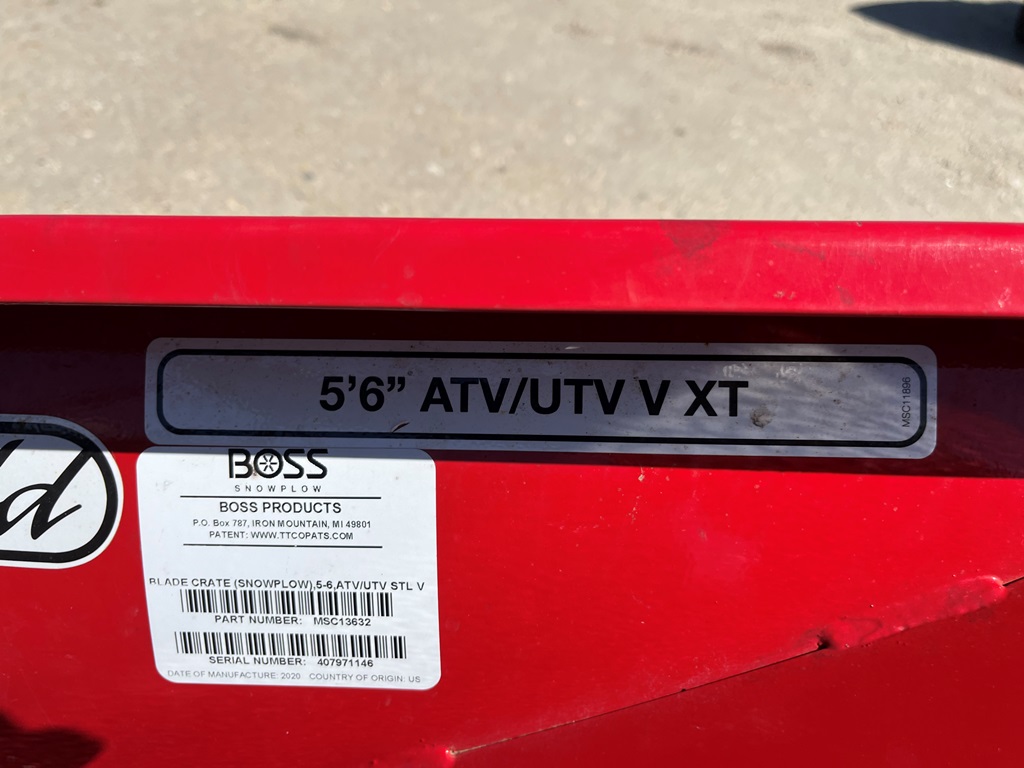 5'6” ATV/UTV V XT
MSC11896
BOSS
SNOWPLOW
BOSS PRODUCTS
P.O. Box 787, IRON MOUNTAIN, MI 49801
PATENT: WWW.TTCOPATS.COM
BLADE CRATE (SNOWPLOW),5-6,ATV/UTV STL V
PART NUMBER: MSC13632
SERIAL NUMBER: 407971146
DATE OF MANUFACTURE: 2020 COUNTRY OF ORIGIN: US